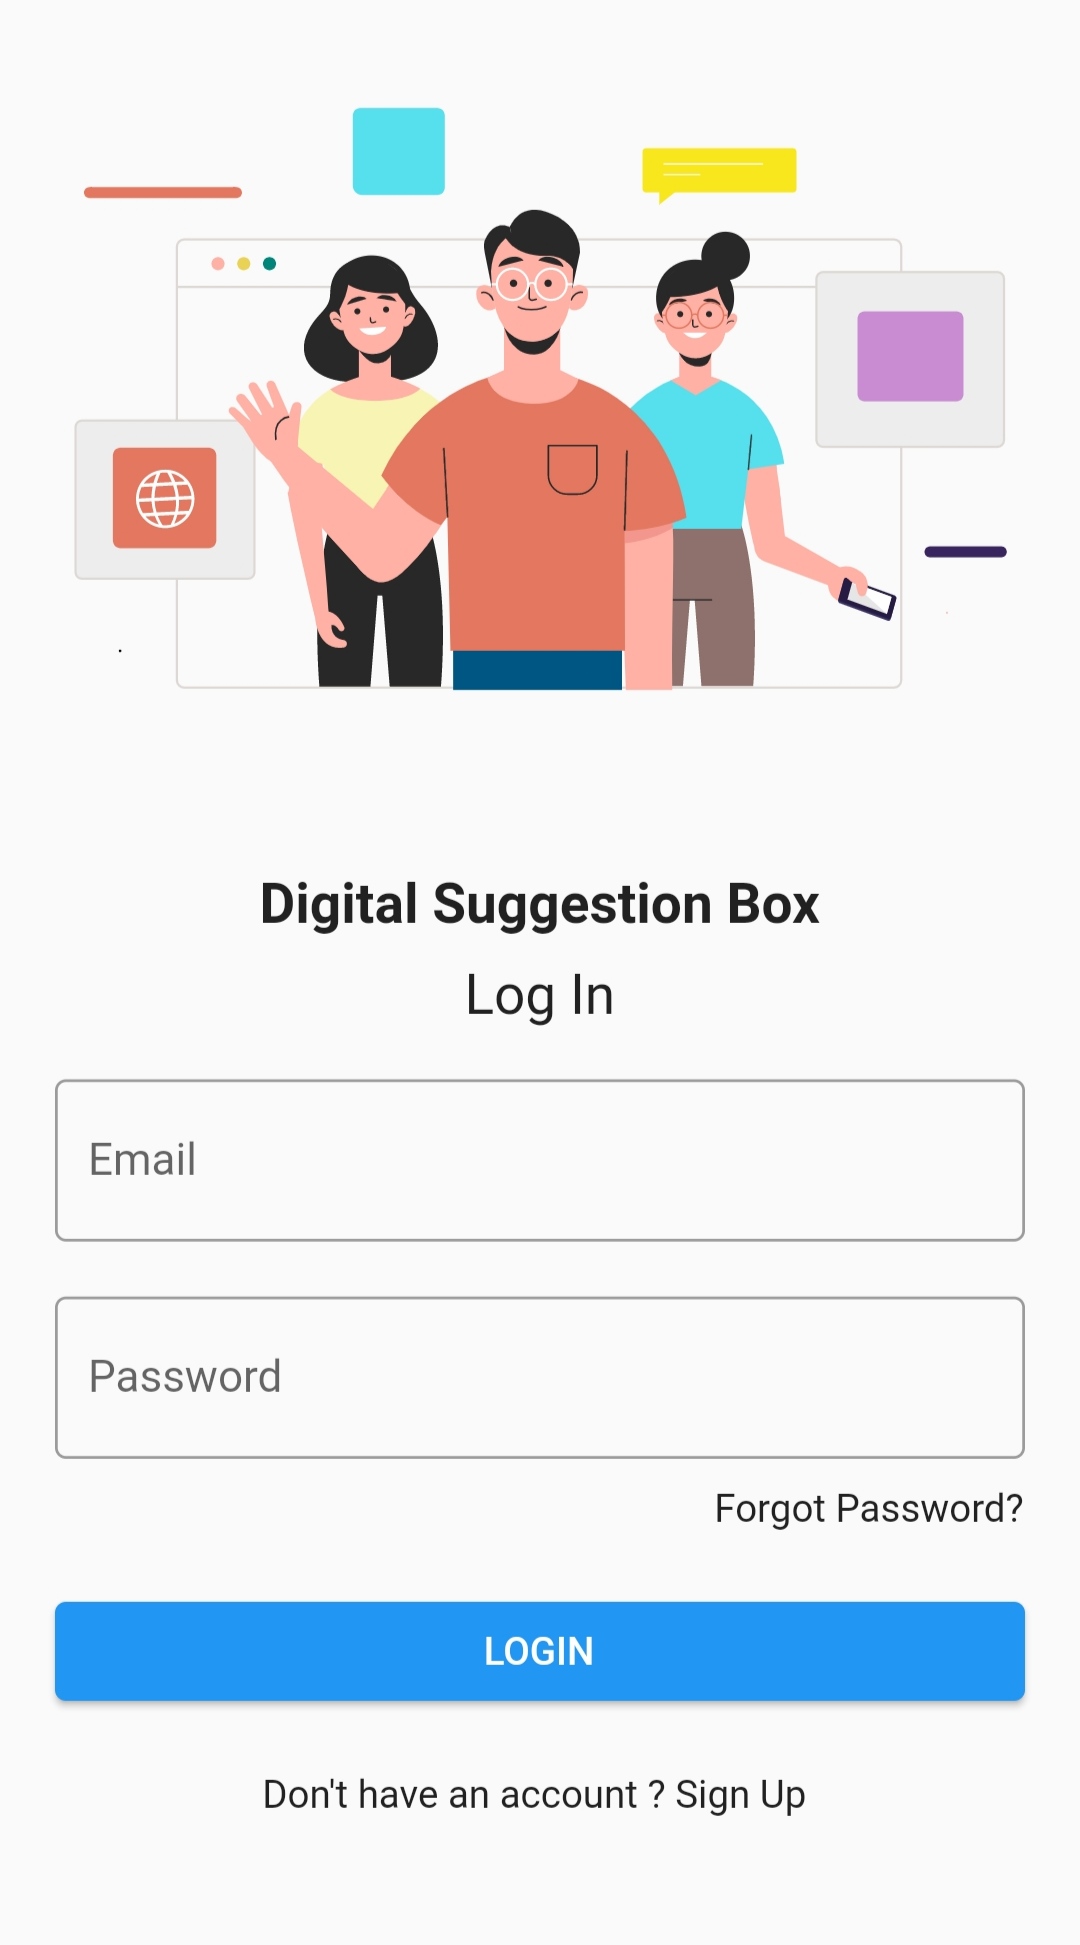 Digital Suggestion Box
Log In
Email
Password
Forgot Password?
LOGIN
Don't have an account ? Sign Up